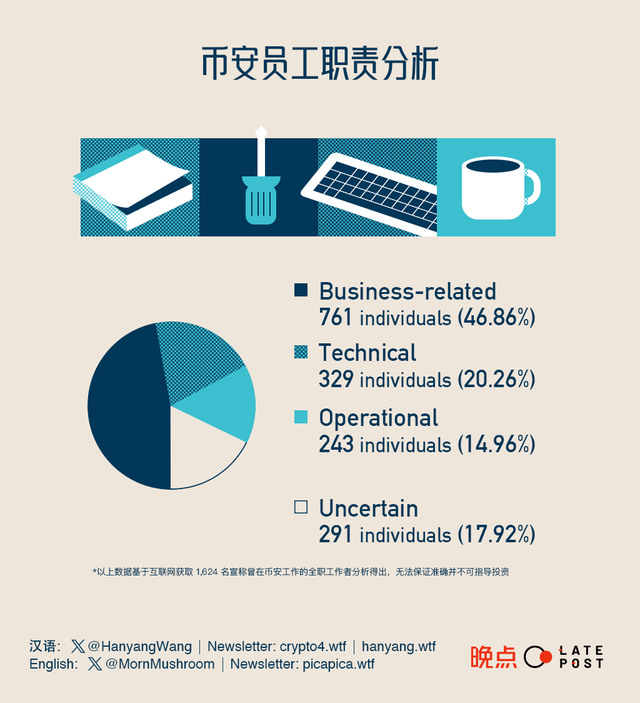 币安员工职责分析
Business-related
761 individuals (46.86%)
Technical
329 individuals (20.26%)
Operational
243 individuals (14.96%)
Uncertain
291 individuals (17.92%)
*以上数据基于互联网获取 1,624 名宣称曾在币安工作的全职工作者分析得出，无法保证准确并不可指导投资
汉语： X @HanyangWang | Newsletter: crypto4.wtf | hanyang.wtf
English： X @MornMushroom | Newsletter: picapica.wtf
晚点 LATE
POST